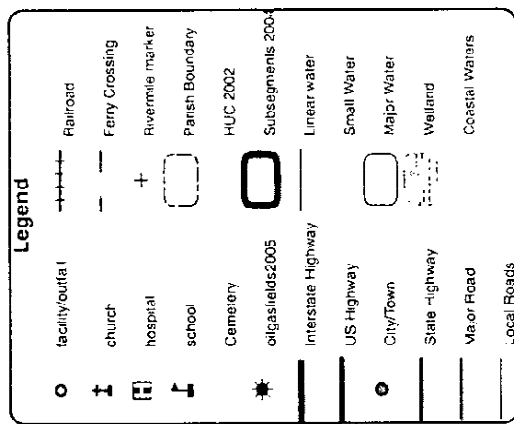 Legend
facility/outfall
church
hospital
school
Cemetery
oilgasfields2005
Interstate Highway
US Highway
City/Town
State Highway
Major Road
Local Roads
Railroad
Ferry Crossing
Rivermile marker
Parish Boundary
HUC 2002
Subsegments 2004
Linear water
Small Water
Major Water
Wetland
Coastal Waters